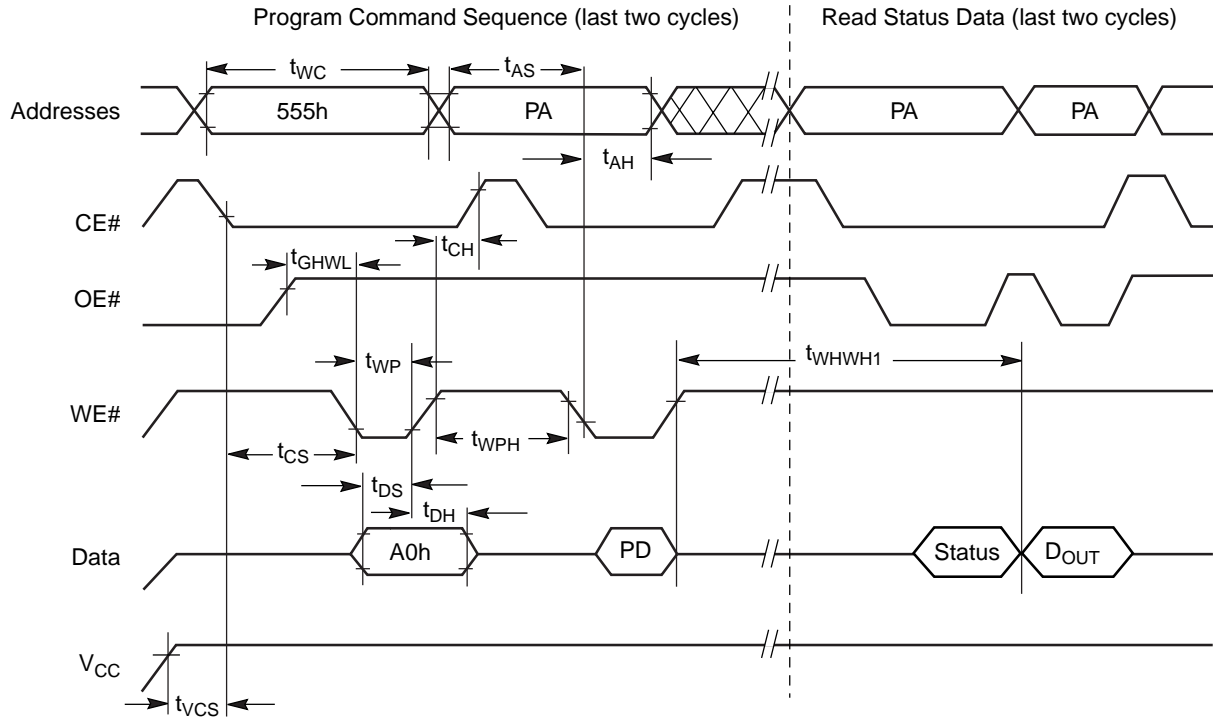 Program Command Sequence (last two cycles)
Read Status Data (last two cycles)
tWC
tAS
Addresses
555h
PA
PA
PA
tAH
CE#
tCH
tGHWL
OE#
tWP
tWHWH1
WE#
tWPH
tCS
tDS
tDH
Data
A0h
PD
Status
DOUT
VCC
tVCS